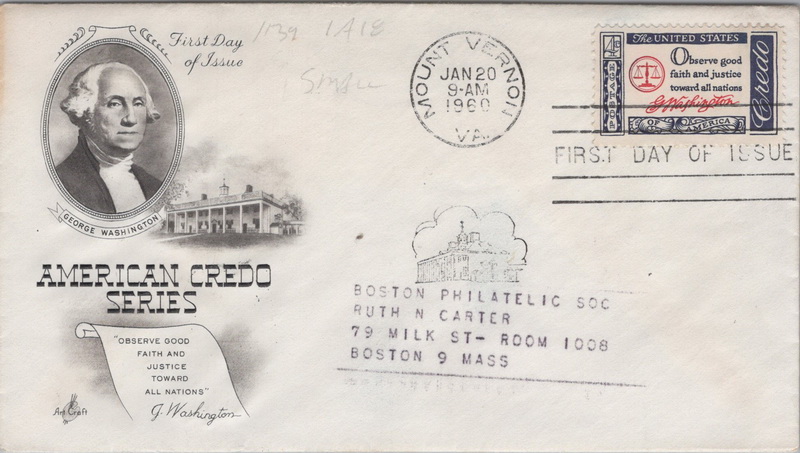 First Day
of Issue
1139 1A18
Small
MOUNT VERNON
JAN 20
9-AM
1960
VA.
4¢
POSTAGE
The UNITED STATES
Observe good
faith and justice
toward all nations
G Washington
OF AMERICA
Credo
FIRST DAY OF ISSUE
GEORGE WASHINGTON
AMERICAN CREDO
SERIES
"OBSERVE GOOD
FAITH AND
JUSTICE
TOWARD
ALL NATIONS"
G. Washington
Art Craft
BOSTON PHILATELIC SOC
RUTH N CARTER
79 MILK ST- ROOM 1008
BOSTON 9 MASS